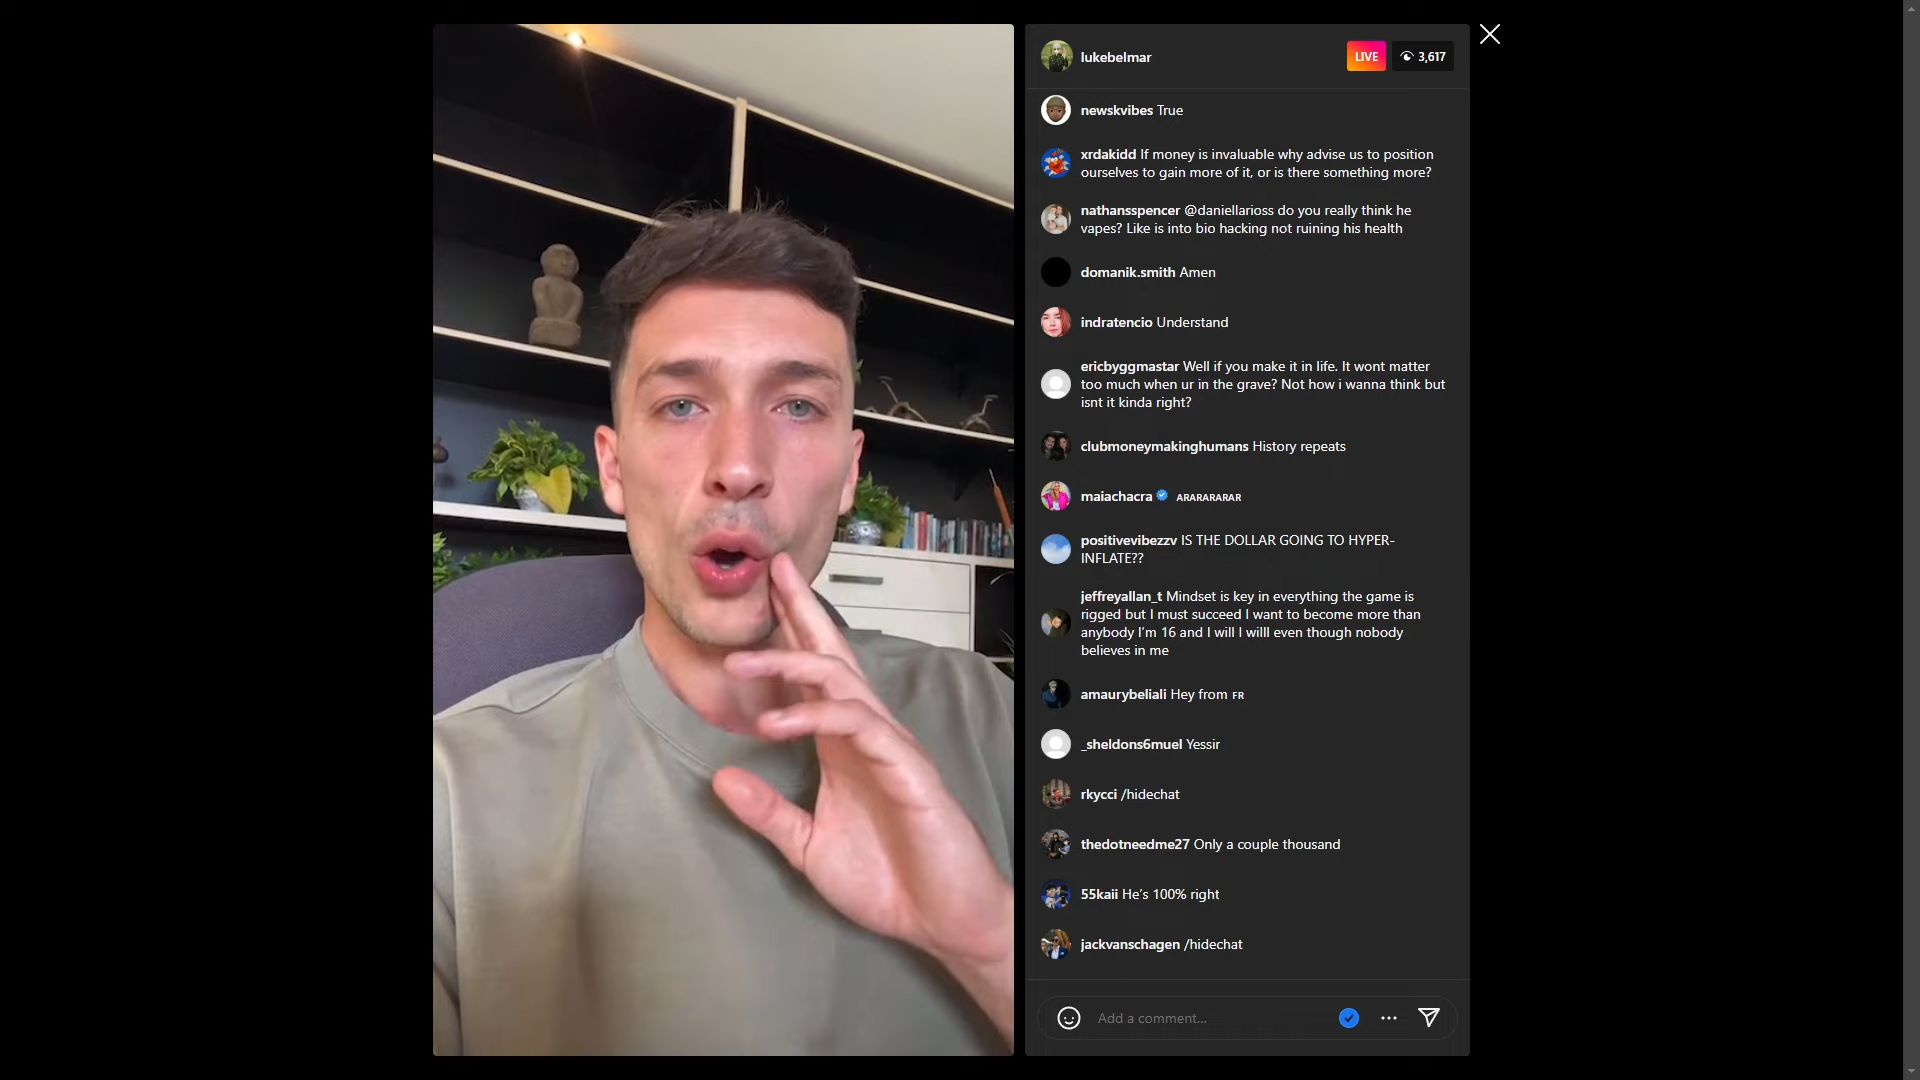 lukebelmar
LIVE
3,617
newskvibes True
xrdakidd If money is invaluable why advise us to position
ourselves to gain more of it, or is there something more?
nathansspencer @daniellarioss do you really think he
vapes? Like is into bio hacking not ruining his health
domanik.smith Amen
indratencio Understand
ericbyggmastar Well if you make it in life. It wont matter
too much when ur in the grave? Not how i wanna think but
isnt it kinda right?
clubmoneymakinghumans History repeats
maiachacra ARARARARAR
positivevibezzv IS THE DOLLAR GOING TO HYPER-
INFLATE??
jeffreyallan_t Mindset is key in everything the game is
rigged but I must succeed I want to become more than
anybody I’m 16 and I will I willl even though nobody
believes in me
amaurybeliali Hey from FR
_sheldons6muel Yessir
rkycci /hidechat
thedotneedme27 Only a couple thousand
55kaii He’s 100% right
jackvanschagen /hidechat
Add a comment...